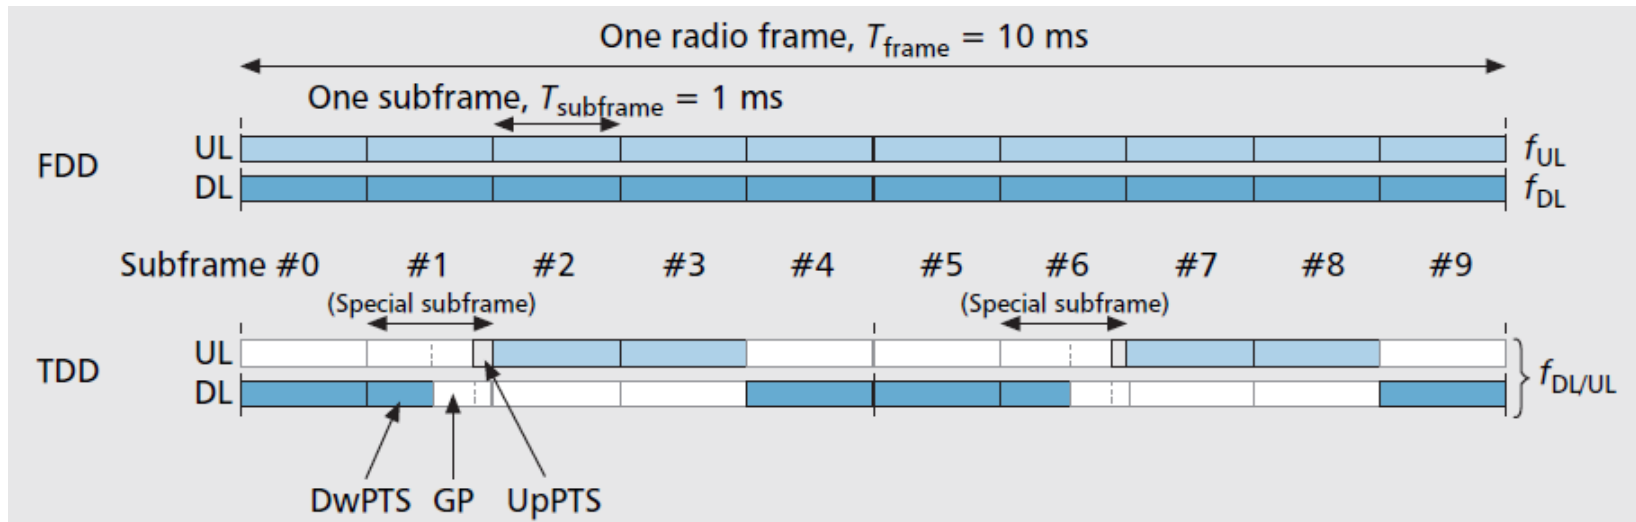 One radio frame, Tframe = 10 ms
One subframe, Tsubframe = 1 ms
FDD
UL
fUL
DL
fDL
Subframe #0 #1 #2 #3 #4 #5 #6 #7 #8 #9
(Special subframe) (Special subframe)
TDD
UL
DL
fDL/UL
DwPTS GP UpPTS